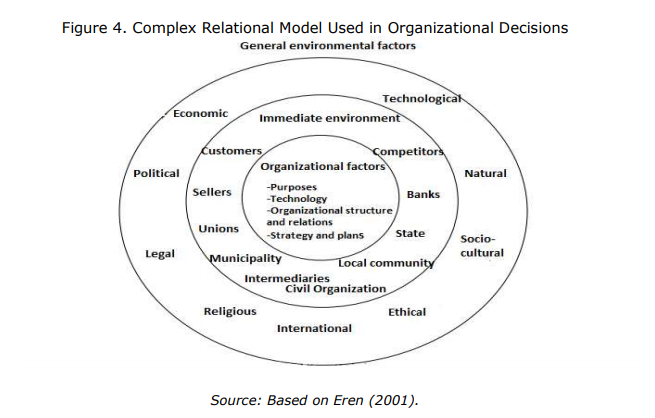 Figure 4. Complex Relational Model Used in Organizational Decisions
General environmental factors
Technological
Economic
Immediate environment
Customers
Competitors
Organizational factors
Political
Natural
Sellers
-Purposes
-Technology
-Organizational structure
and relations
-Strategy and plans
Banks
Unions
State
Socio-
cultural
Legal
Municipality
Local community
Intermediaries
Civil Organization
Religious
Ethical
International
Source: Based on Eren (2001).